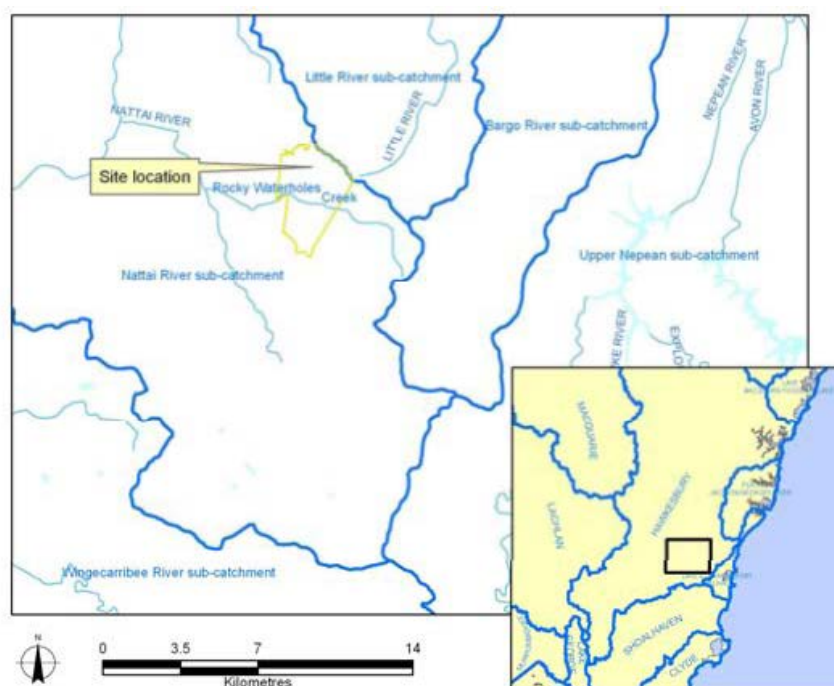 Little River sub-catchment
NATTAI RIVER
LITTLE RIVER
NEPEAN RIVER
AVON RIVER
Bargo River sub-catchment
Site location
Rocky Waterholes
Creek
Nattai River sub-catchment
Upper Nepean sub-catchment
KE RIVER
EXPLO
Wingecarribee River sub-catchment
MACQUARIE
LACHLAN
HAWKESBURY
SHOALHAVEN
CLYDE
N
0 3.5 7 14
Kilometres